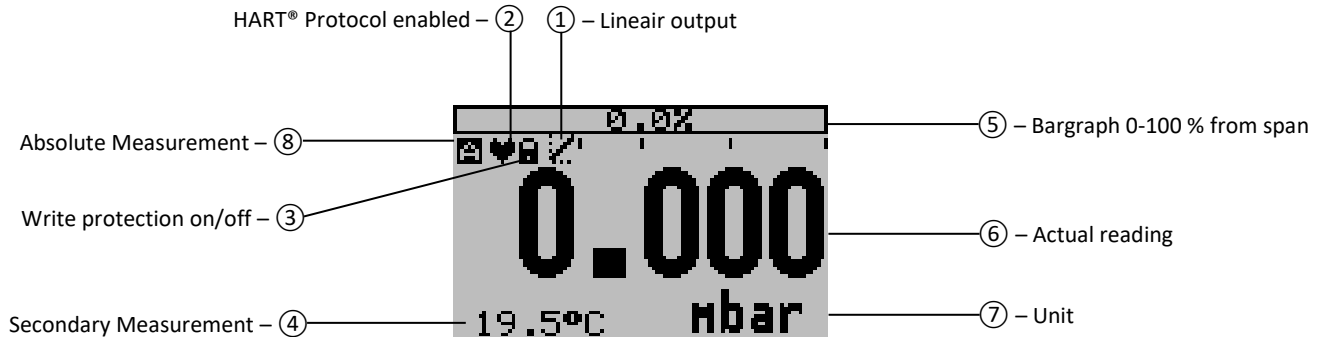 HART® Protocol enabled – ②
① – Lineair output
0.0%
Absolute Measurement – ⑧
⑤ – Bargraph 0-100 % from span
0.000
Write protection on/off – ③
⑥ – Actual reading
Secondary Measurement – ④
19.5°C
mbar
⑦ – Unit